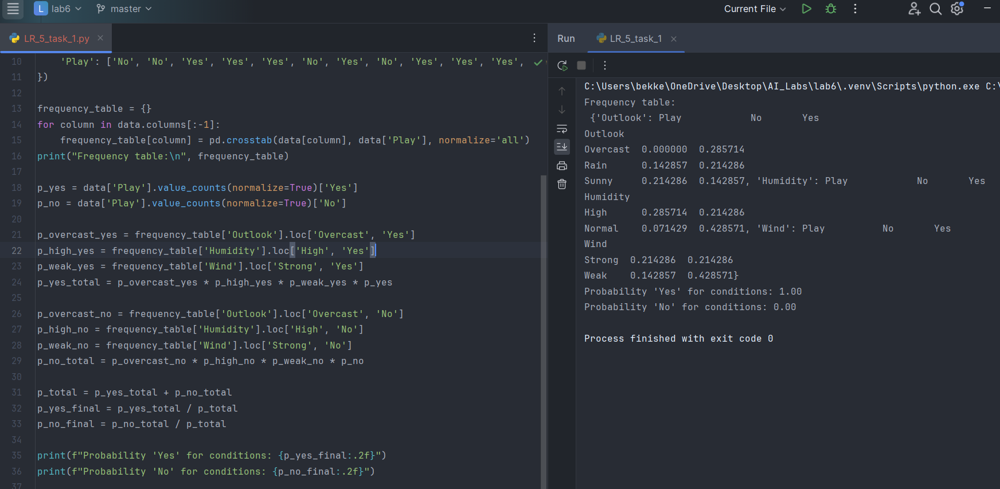 L lab6 master Current File
LR_5_task_1.py
10 'Play': ['No', 'No', 'Yes', 'Yes', 'Yes', 'No', 'Yes', 'No', 'Yes', 'Yes', 'Yes',
11 })
12
13 frequency_table = {}
14 for column in data.columns[:-1]:
15 frequency_table[column] = pd.crosstab(data[column], data['Play'], normalize='all')
16 print("Frequency table:\n", frequency_table)
17
18 p_yes = data['Play'].value_counts(normalize=True)['Yes']
19 p_no = data['Play'].value_counts(normalize=True)['No']
20
21 p_overcast_yes = frequency_table['Outlook'].loc['Overcast', 'Yes']
22 p_high_yes = frequency_table['Humidity'].loc['High', 'Yes']
23 p_weak_yes = frequency_table['Wind'].loc['Strong', 'Yes']
24 p_yes_total = p_overcast_yes * p_high_yes * p_weak_yes * p_yes
25
26 p_overcast_no = frequency_table['Outlook'].loc['Overcast', 'No']
27 p_high_no = frequency_table['Humidity'].loc['High', 'No']
28 p_weak_no = frequency_table['Wind'].loc['Strong', 'No']
29 p_no_total = p_overcast_no * p_high_no * p_weak_no * p_no
30
31 p_total = p_yes_total + p_no_total
32 p_yes_final = p_yes_total / p_total
33 p_no_final = p_no_total / p_total
34
35 print(f"Probability 'Yes' for conditions: {p_yes_final:.2f}")
36 print(f"Probability 'No' for conditions: {p_no_final:.2f}")
37
Run LR_5_task_1
C:\Users\bekke\OneDrive\Desktop\AI_Labs\lab6\.venv\Scripts\python.exe C:\
Frequency table:
{'Outlook': Play No Yes
Outlook
Overcast 0.000000 0.285714
Rain 0.142857 0.214286
Sunny 0.214286 0.142857, 'Humidity': Play No Yes
Humidity
High 0.285714 0.214286
Normal 0.071429 0.428571, 'Wind': Play No Yes
Wind
Strong 0.214286 0.214286
Weak 0.142857 0.428571}
Probability 'Yes' for conditions: 1.00
Probability 'No' for conditions: 0.00
Process finished with exit code 0